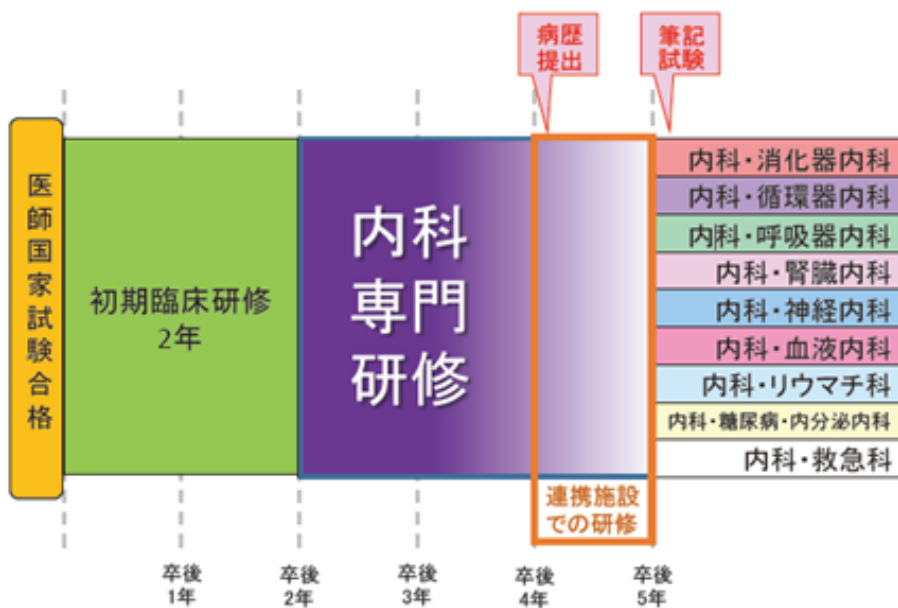 病歴
提出
筆記
試験
医師国家試験合格
初期臨床研修
2年
内科
専門
研修
内科・消化器内科
内科・循環器内科
内科・呼吸器内科
内科・腎臓内科
内科・神経内科
内科・血液内科
内科・リウマチ科
内科・糖尿病・内分泌内科
内科・救急科
連携施設
での研修
卒後
1年
卒後
2年
卒後
3年
卒後
4年
卒後
5年